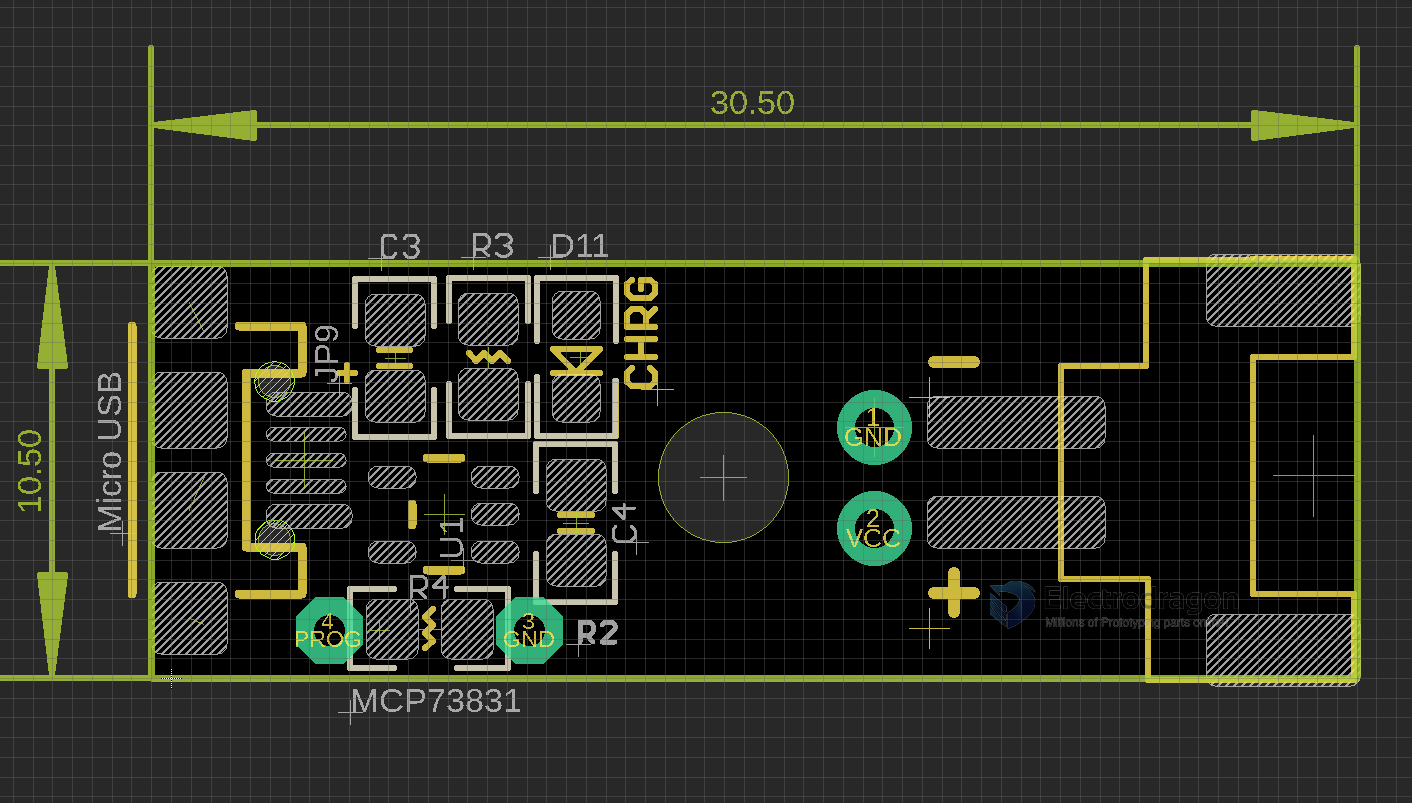 30.50
C3
R3
D11
CHRG
JP9
+
Micro USB
10.50
1
GND
2
VCC
U1
C4
R4
4
PROG
3
GND
R2
+
Electrodragon
Millions of Prototyping parts on
MCP73831